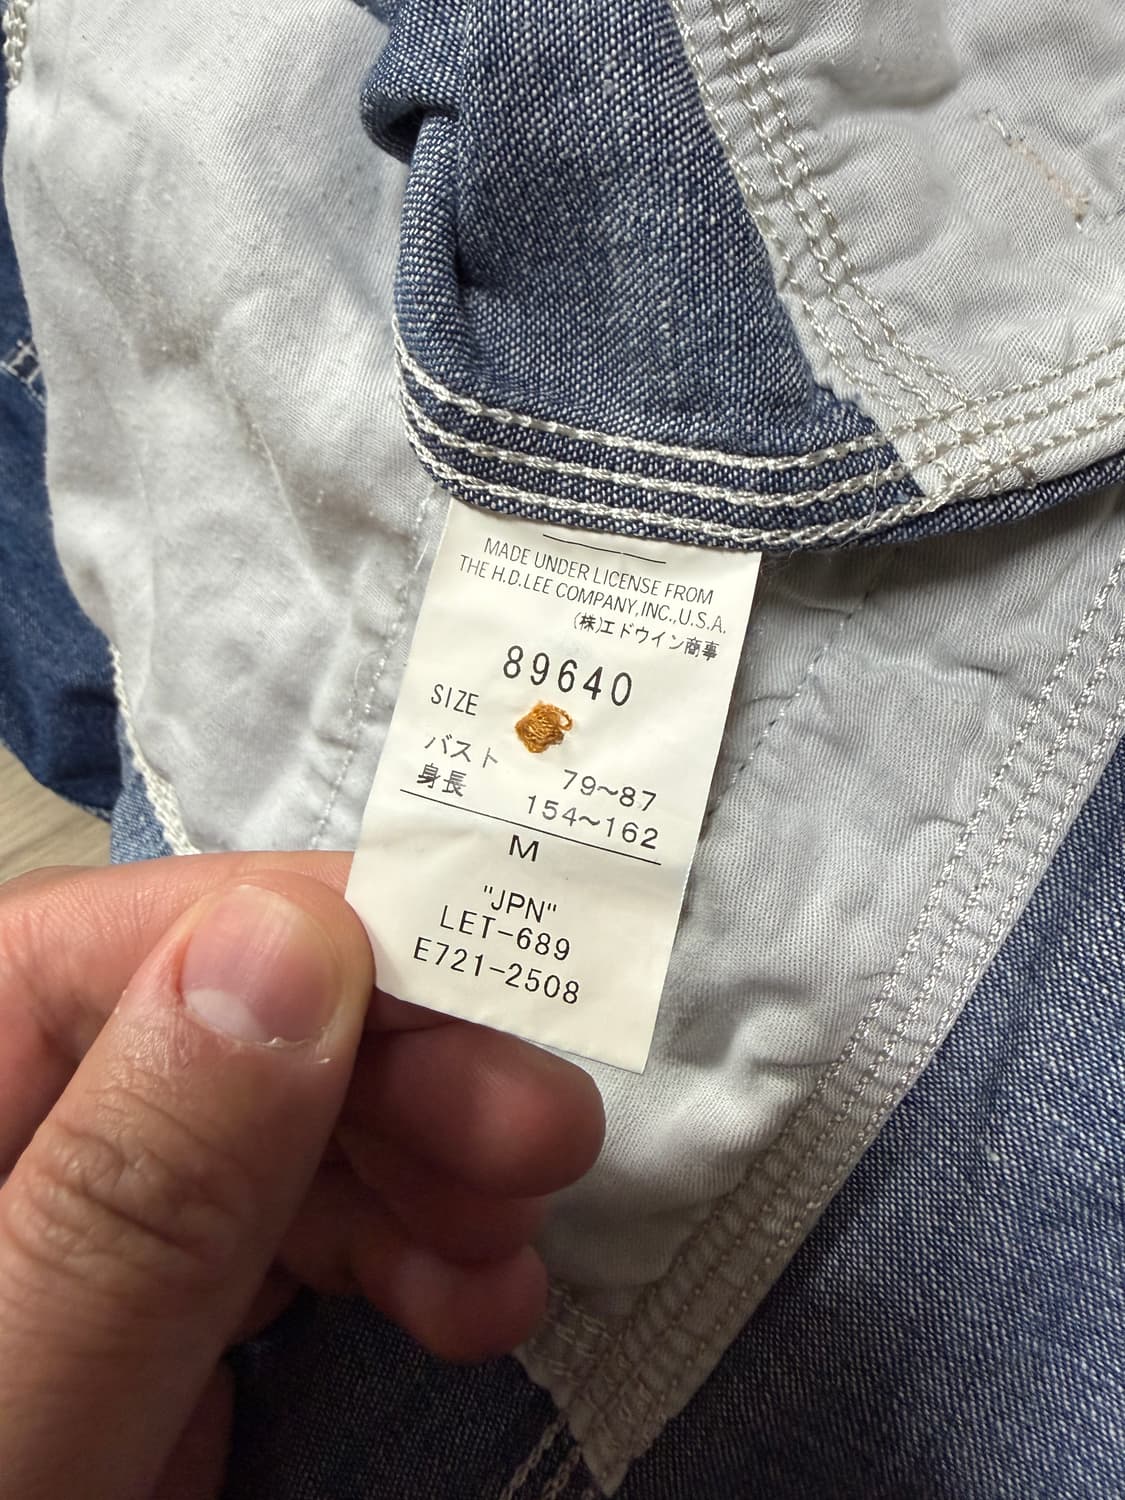 MADE UNDER LICENSE FROM
THE H.D.LEE COMPANY,INC.,U.S.A.
(株)エドウイン商事
89640
SIZE
バスト 79~87
身長 154~162
M
"JPN"
LET-689
E721-2508